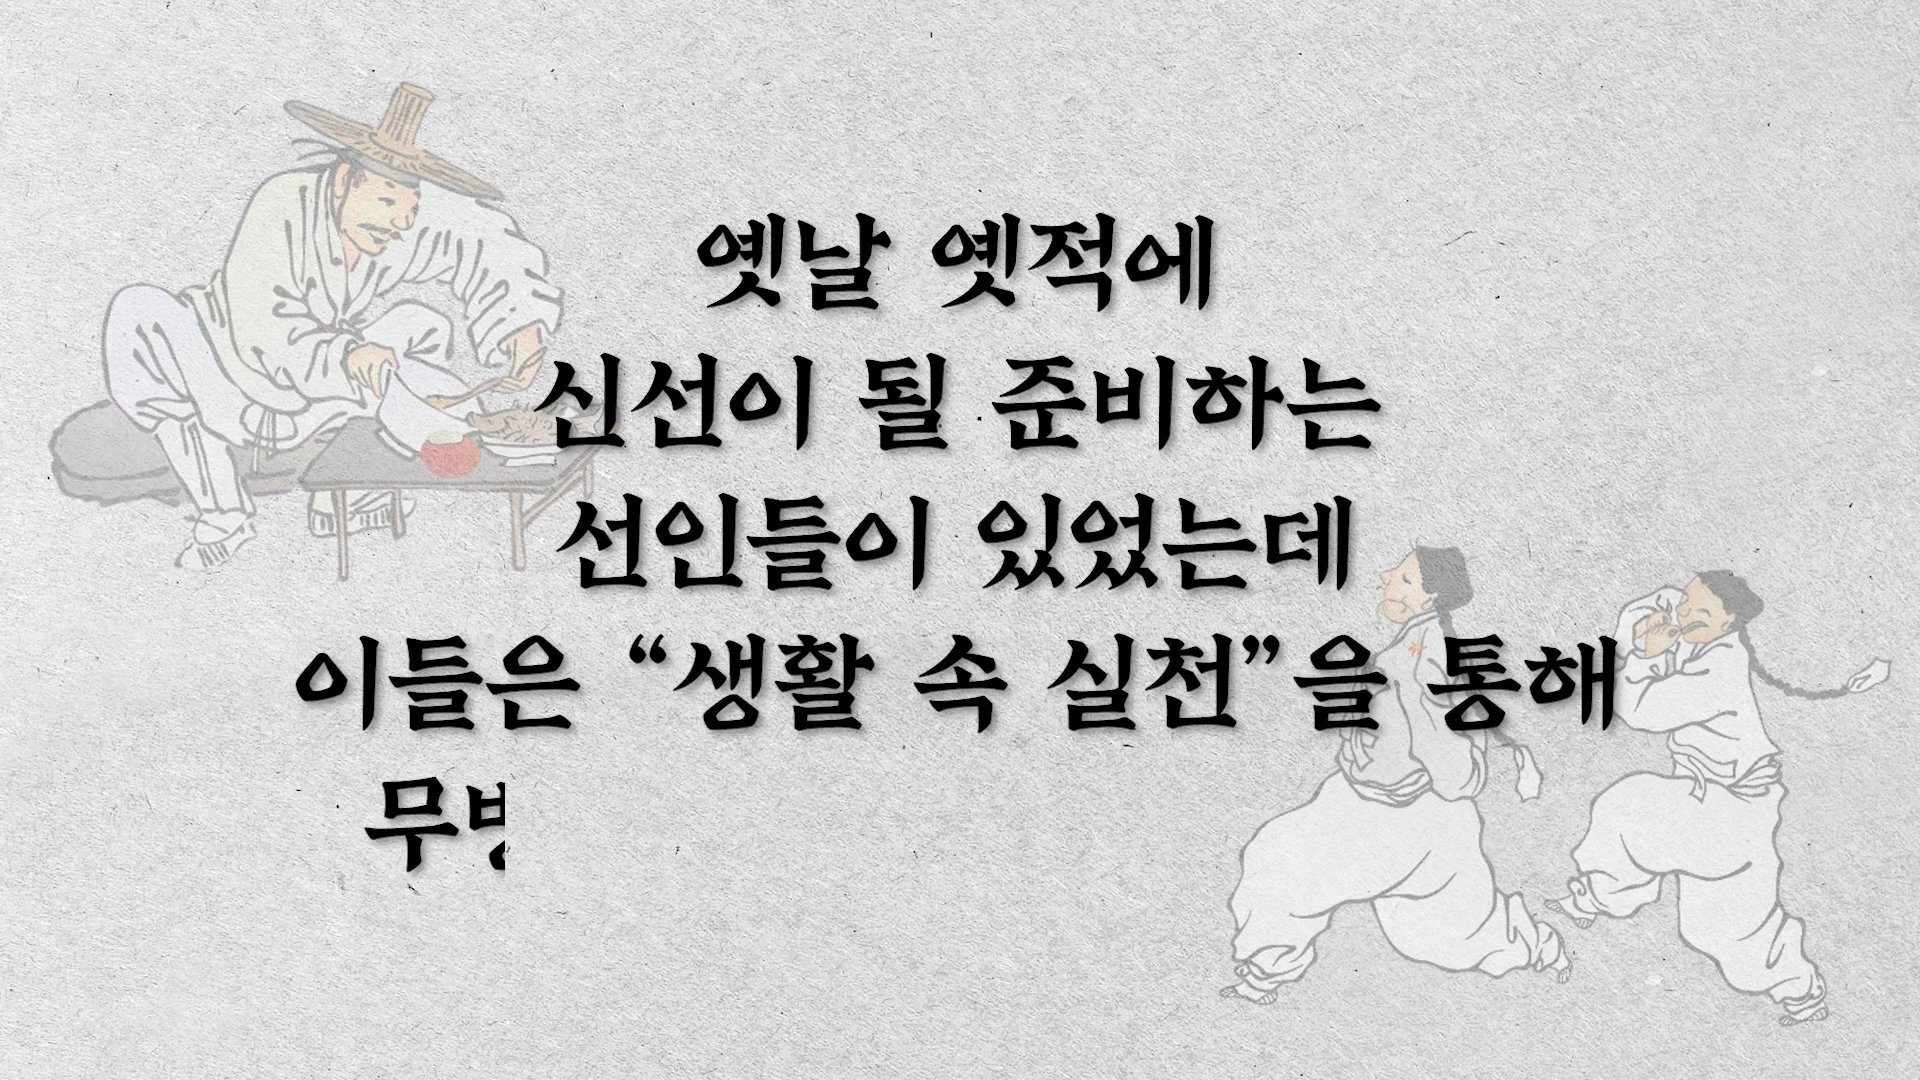 옛날 옛적에
신선이 될 준비하는
선인들이 있었는데
이들은 “생활 속 실천”을 통해
무